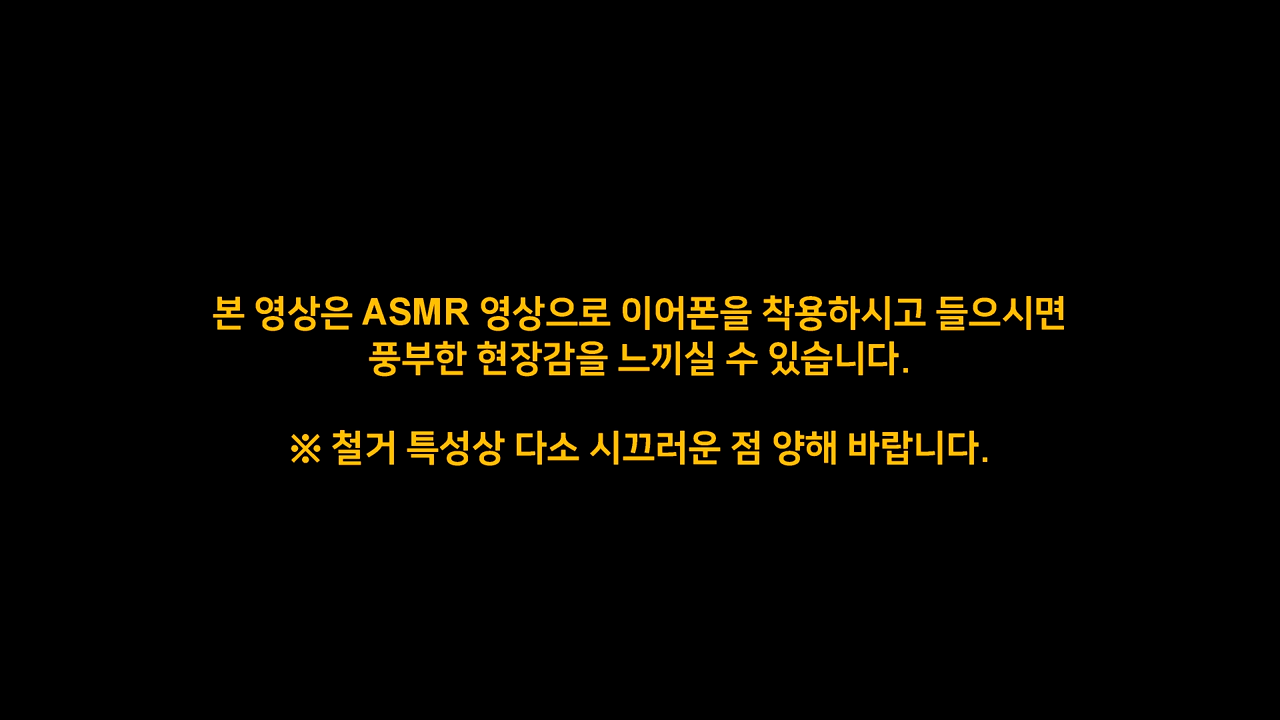 본 영상은 ASMR 영상으로 이어폰을 착용하시고 들으시면
풍부한 현장감을 느끼실 수 있습니다.
※ 철거 특성상 다소 시끄러운 점 양해 바랍니다.